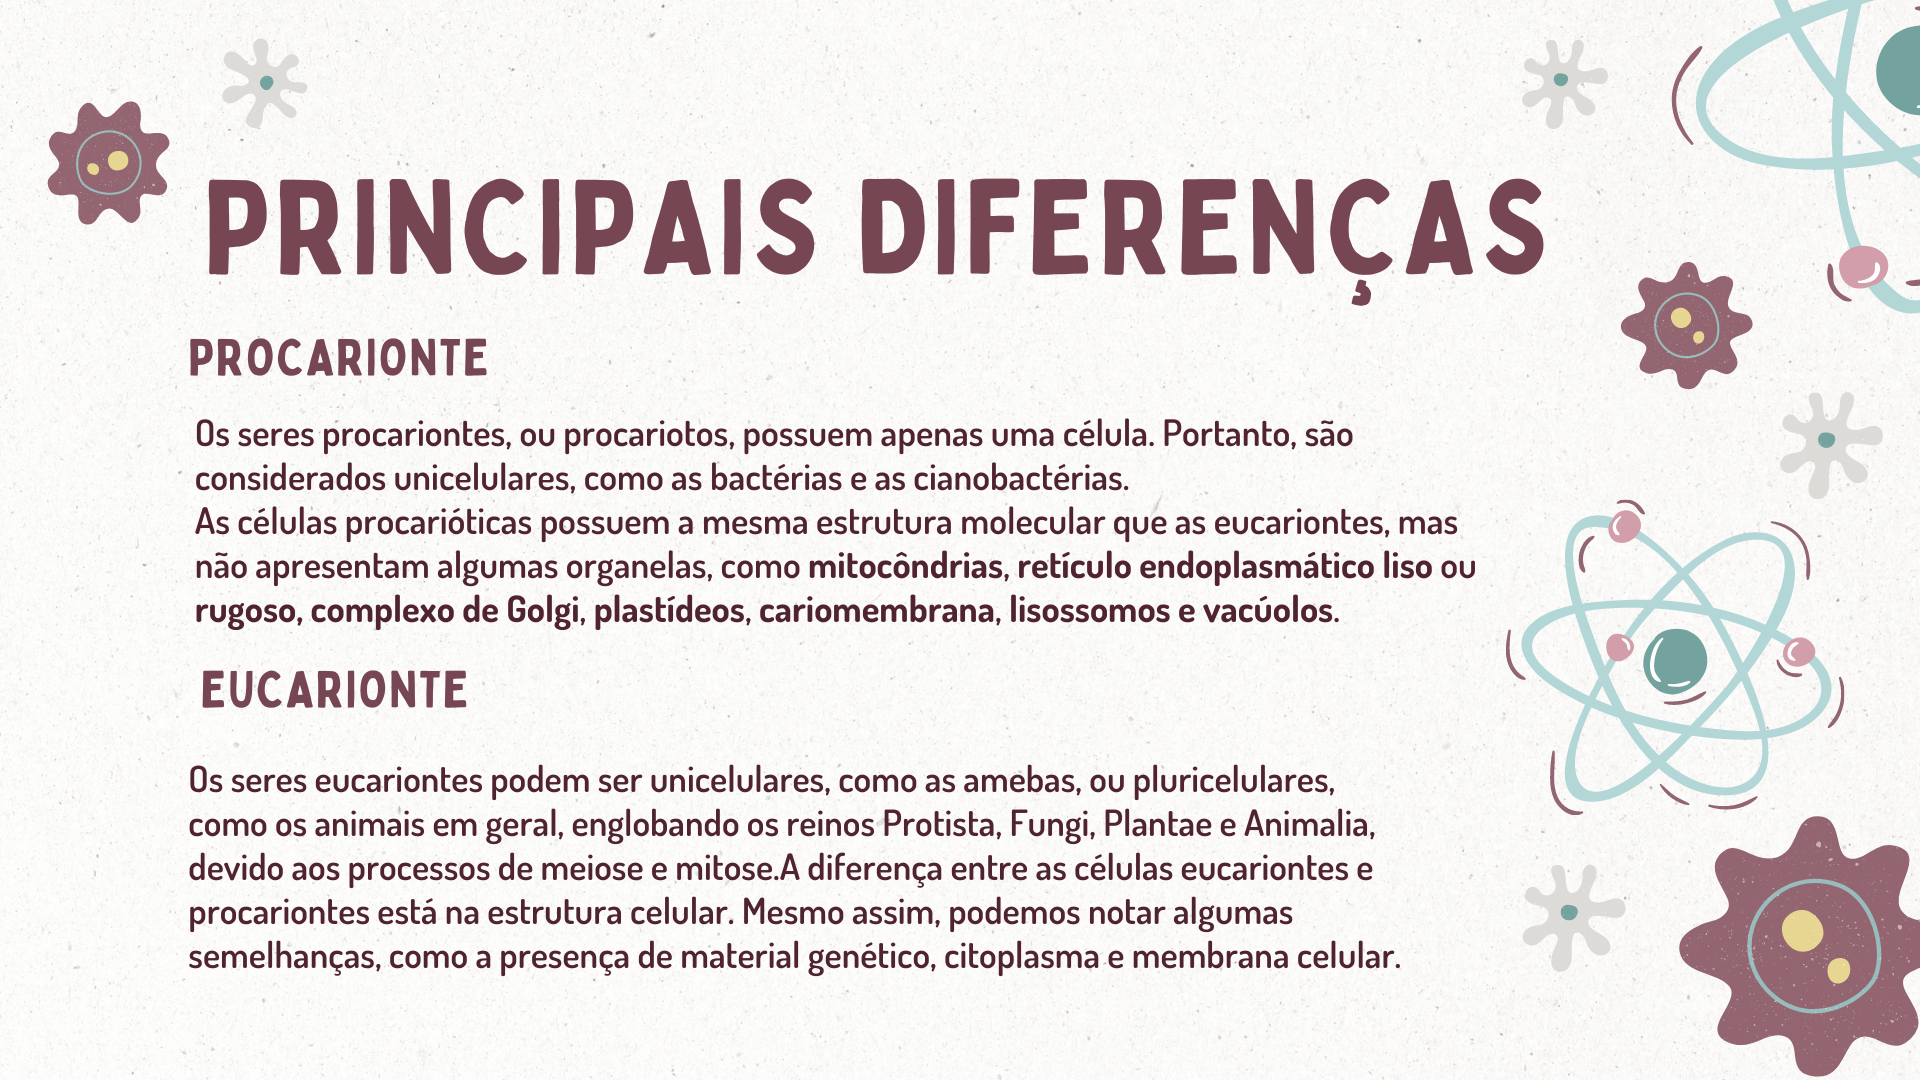 PRINCIPAIS DIFERENÇAS
PROCARIONTE
Os seres procariontes, ou procariotos, possuem apenas uma célula. Portanto, são
considerados unicelulares, como as bactérias e as cianobactérias.
As células procarióticas possuem a mesma estrutura molecular que as eucariontes, mas
não apresentam algumas organelas, como mitocôndrias, retículo endoplasmático liso ou
rugoso, complexo de Golgi, plastídeos, cariomembrana, lisossomos e vacúolos.
EUCARIONTE
Os seres eucariontes podem ser unicelulares, como as amebas, ou pluricelulares,
como os animais em geral, englobando os reinos Protista, Fungi, Plantae e Animalia,
devido aos processos de meiose e mitose.A diferença entre as células eucariontes e
procariontes está na estrutura celular. Mesmo assim, podemos notar algumas
semelhanças, como a presença de material genético, citoplasma e membrana celular.